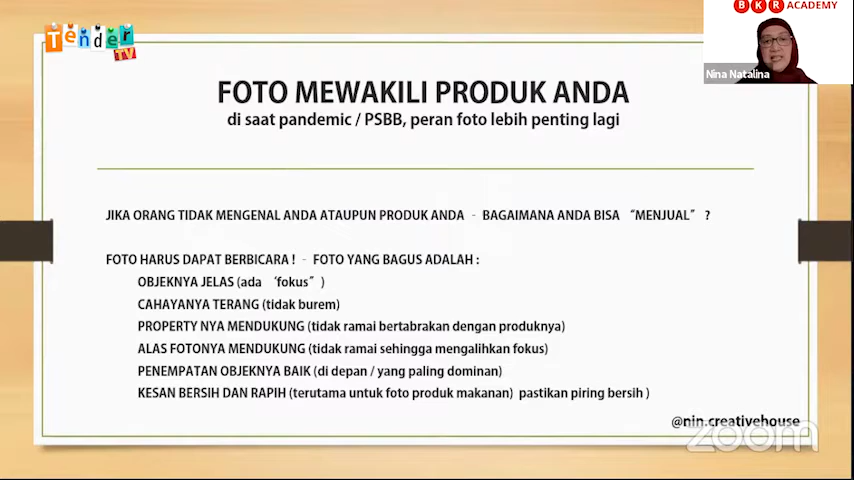 Tender TV
BKR ACADEMY
Nina Natalina
FOTO MEWAKILI PRODUK ANDA
di saat pandemic / PSBB, peran foto lebih penting lagi
JIKA ORANG TIDAK MENGENAL ANDA ATAUPUN PRODUK ANDA - BAGAIMANA ANDA BISA “MENJUAL” ?
FOTO HARUS DAPAT BERBICARA ! - FOTO YANG BAGUS ADALAH :
OBJEKNYA JELAS (ada ‘fokus” )
CAHAYANYA TERANG (tidak burem)
PROPERTY NYA MENDUKUNG (tidak ramai bertabrakan dengan produknya)
ALAS FOTONYA MENDUKUNG (tidak ramai sehingga mengalihkan fokus)
PENEMPATAN OBJEKNYA BAIK (di depan / yang paling dominan)
KESAN BERSIH DAN RAPIH (terutama untuk foto produk makanan) pastikan piring bersih )
@nin.creativehouse
zoom